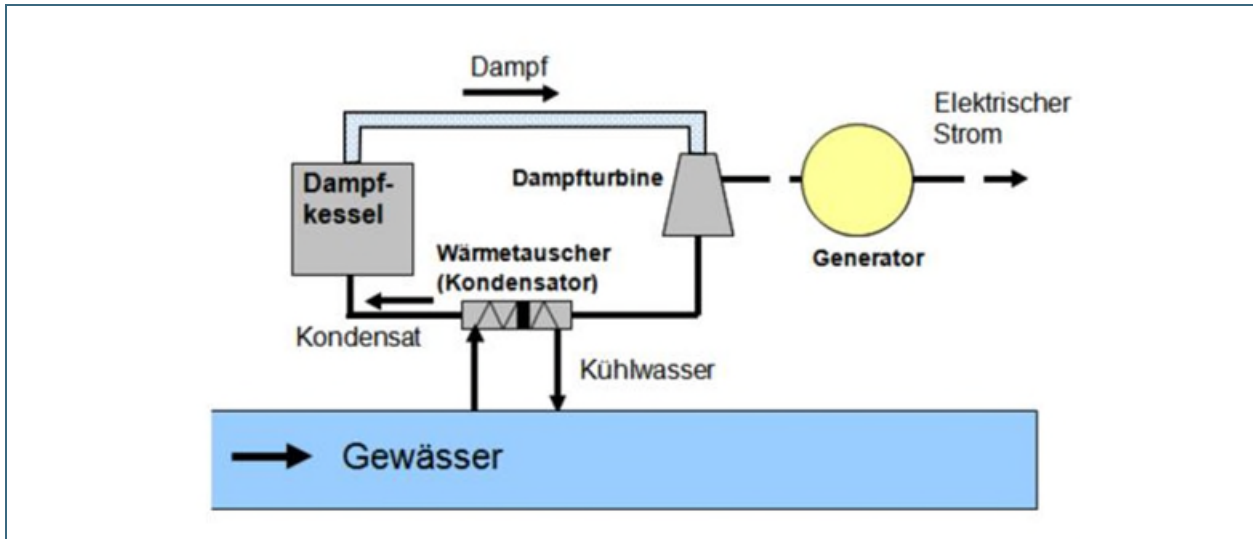 Dampf
Elektrischer
Strom
Dampf-
kessel
Dampfturbine
Wärmetauscher
(Kondensator)
Generator
Kondensat
Kühlwasser
Gewässer